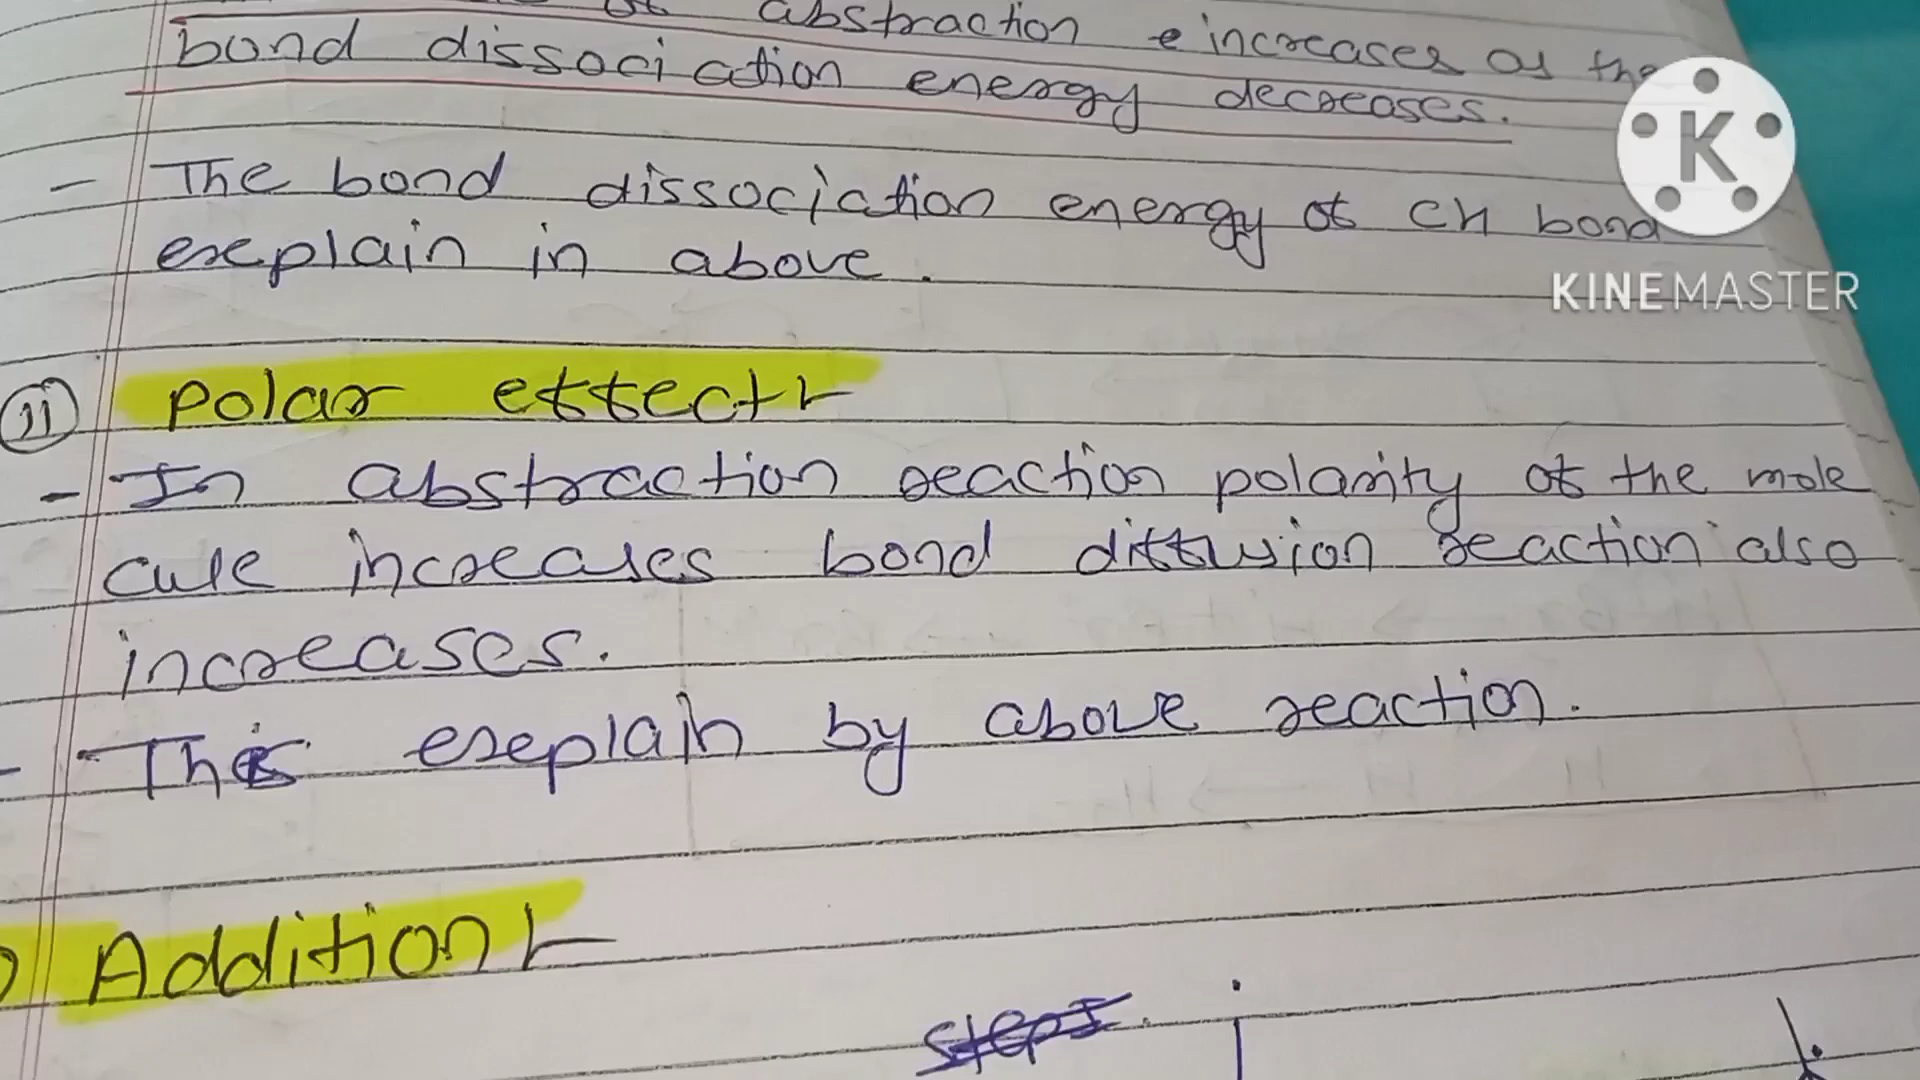 of abstraction e increases as the
bond dissociation energy decreases.
- The bond dissociation energy of CH bond
explain in above.
(ii) Polar effect :-
- In abstraction reaction polarity of the mole
cule increases bond diffusion reaction also
increases.
- This explain by above reaction.
Addition :-
steps
K
KINEMASTER